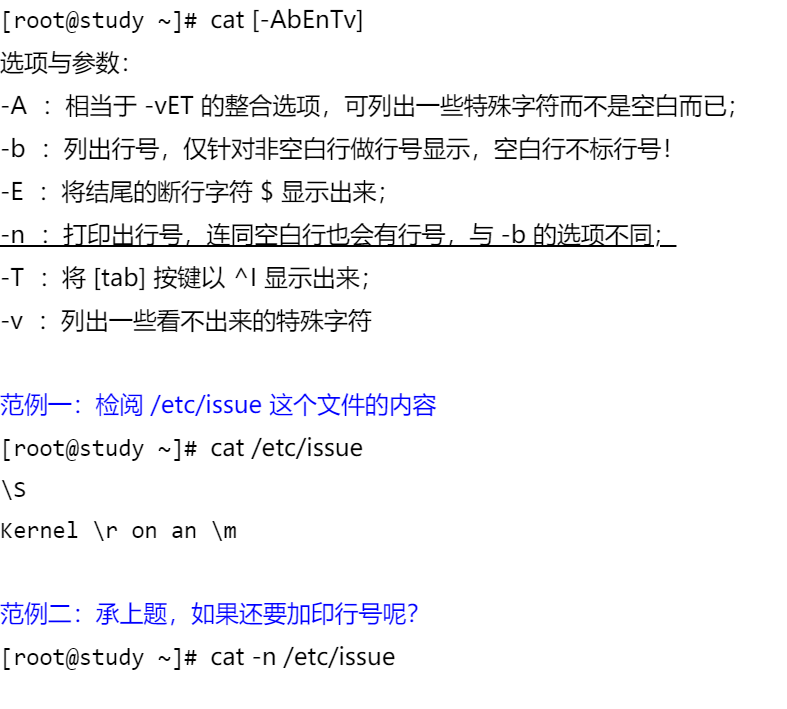 [root@study ~]# cat [-AbEnTv]
选项与参数：
-A ：相当于 -vET 的整合选项，可列出一些特殊字符而不是空白而已；
-b ：列出行号，仅针对非空白行做行号显示，空白行不标行号！
-E ：将结尾的断行字符 $ 显示出来；
-n ：打印出行号，连同空白行也会有行号，与 -b 的选项不同；
-T ：将 [tab] 按键以 ^I 显示出来；
-v ：列出一些看不出来的特殊字符
范例一：检阅 /etc/issue 这个文件的内容
[root@study ~]# cat /etc/issue
\S
Kernel \r on an \m
范例二：承上题，如果还要加印行号呢？
[root@study ~]# cat -n /etc/issue